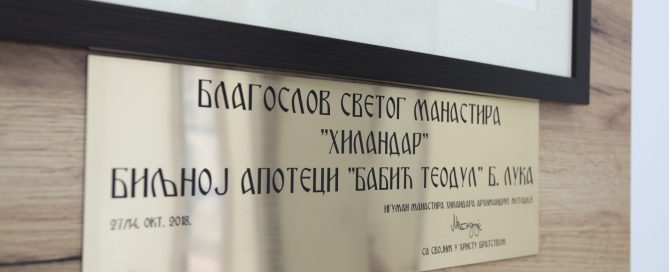 БЛАГОСЛОВ СВЕТОГ МАНАСТИРА
"ХИЛАНДАР"
БИЉНОЈ АПОТЕЦИ "БАБИЋ ТЕОДУЛ" Б. ЛУКА
ИГУМАН МАНАСТИРА ХИЛАНДАРА АРХИМАНДРИТ МЕТОДИЈЕ
27/14. ОКТ. 2018.
СА СВОЈИМ У ХРИСТУ БРАТСТВОМ